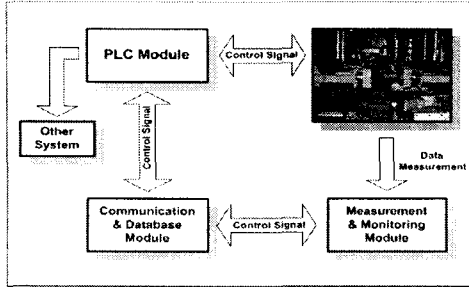 PLC Module
Control Signal
Other
System
Control Signal
Data
Measurement
Communication
& Database
Module
Control Signal
Measurement
& Monitoring
Module